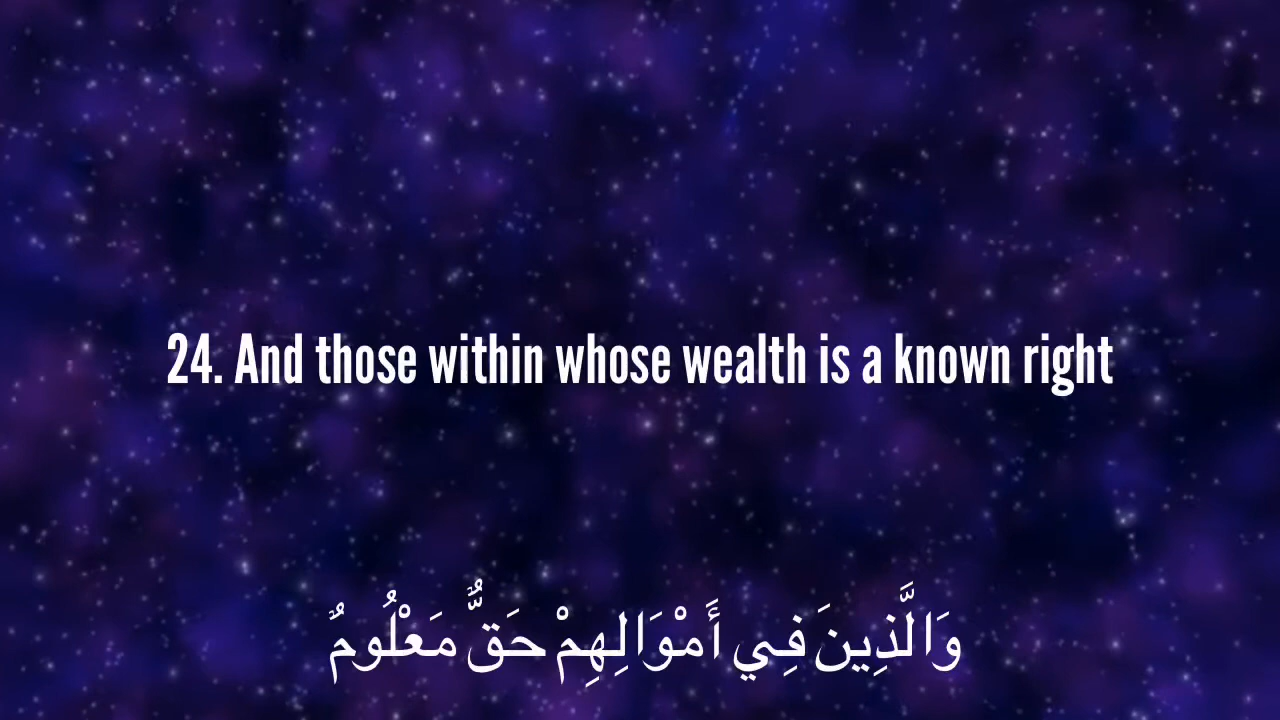 24. And those within whose wealth is a known right
وَالَّذِينَ فِي أَمْوَالِهِمْ حَقٌّ مَعْلُومٌ